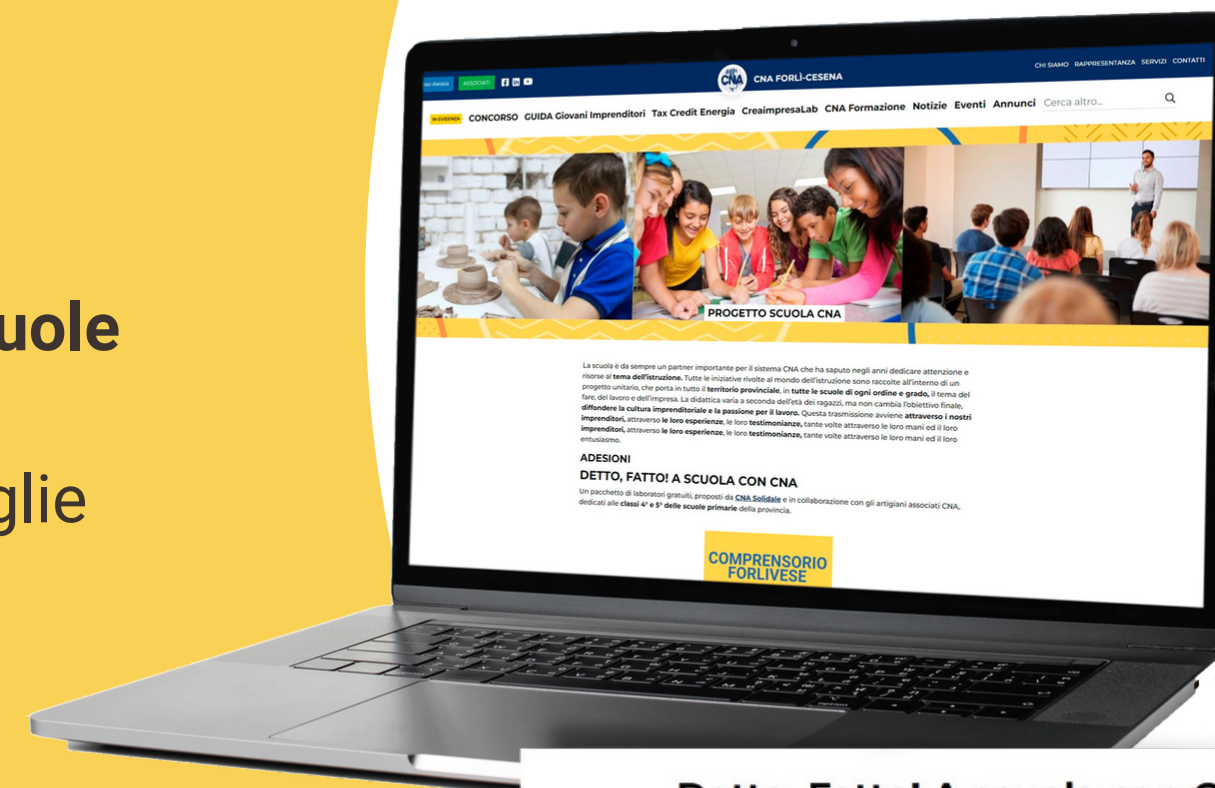 uole
glie
ASSOCIATI
CNA
CNA FORLÌ-CESENA
CHI SIAMO RAPPRESENTANZA SERVIZI CONTATTI
IN EVIDENZA CONCORSO GUIDA Giovani Imprenditori Tax Credit Energia CreaimpresaLab CNA Formazione Notizie Eventi Annunci Cerca altro...
PROGETTO SCUOLA CNA
La scuola è da sempre un partner importante per il sistema CNA che ha saputo negli anni dedicare attenzione e
risorse al tema dell'istruzione. Tutte le iniziative rivolte al mondo dell'istruzione sono raccolte all'interno di un
progetto unitario, che porta in tutto il territorio provinciale, in tutte le scuole di ogni ordine e grado, il tema del
fare, del lavoro e dell'impresa. La didattica varia a seconda dell'età dei ragazzi, ma non cambia l'obiettivo finale,
diffondere la cultura imprenditoriale e la passione per il lavoro. Questa trasmissione avviene attraverso i nostri
imprenditori, attraverso le loro esperienze, le loro testimonianze, tante volte attraverso le loro mani ed il loro
imprenditori, attraverso le loro esperienze, le loro testimonianze, tante volte attraverso le loro mani ed il loro
entusiasmo.
ADESIONI
DETTO, FATTO! A SCUOLA CON CNA
Un pacchetto di laboratori gratuiti, proposti da CNA Solidale e in collaborazione con gli artigiani associati CNA,
dedicati alle classi 4° e 5° delle scuole primarie della provincia.
COMPRENSORIO
FORLIVESE